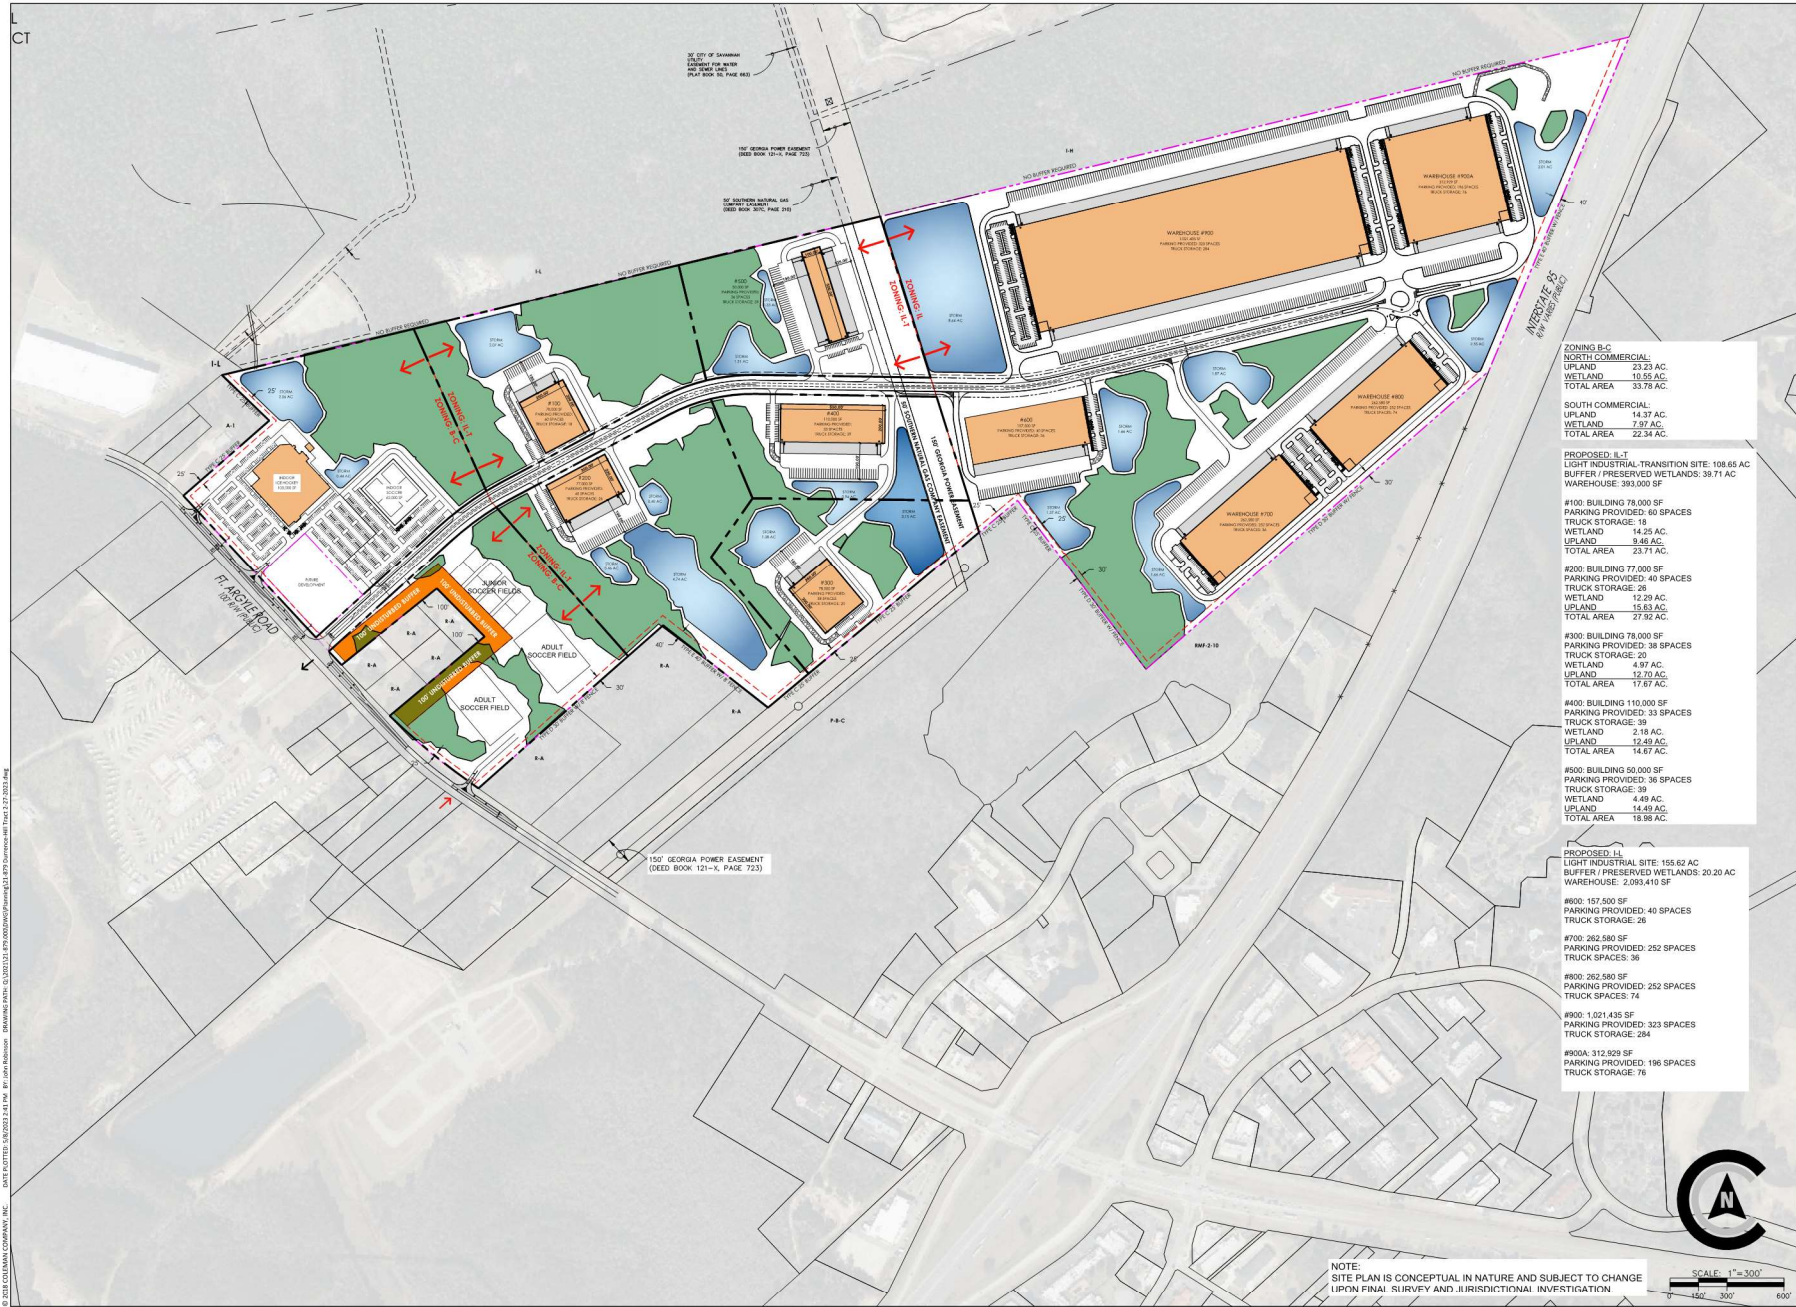 L
CT
30' CITY OF SAVANNAH
UTILITY
EASEMENT FOR WATER
AND SEWER LINES
(PLAT BOOK 50, PAGE 663)
150' GEORGIA POWER EASEMENT
(DEED BOOK 121-X, PAGE 723)
50' SOUTHERN NATURAL GAS
COMPANY EASEMENT
(DEED BOOK 307C, PAGE 210)
NO BUFFER REQUIRED
I-H
NO BUFFER REQUIRED
I-L
NO BUFFER REQUIRED
NO BUFFER REQUIRED
I-L
A-1
25'
25'
40'
WAREHOUSE #900A
WAREHOUSE #900
WAREHOUSE #800
WAREHOUSE #700
#500
#100
#200
#400
#600
#300
ZONING: IL
ZONING: IL-T
ZONING: IL-T
ZONING: B-C
ZONING: IL-T
ZONING: B-C
INTERSTATE 95
R/W VARIES (PUBLIC)
50' SOUTHERN NATURAL GAS COMPANY EASEMENT
150' GEORGIA POWER EASEMENT
FUTURE
DEVELOPMENT
FT. ARGYLE ROAD
100' R/W (PUBLIC)
100' UNDISTURBED BUFFER
100' UNDISTURBED BUFFER
100' UNDISTURBED BUFFER
JUNIOR
SOCCER FIELDS
ADULT
SOCCER FIELD
ADULT
SOCCER FIELD
100'
100'
R-A
R-A
R-A
R-A
R-A
R-A
R-A
P-B-C
RMF-2-10
TYPE C 25' BUFFER
25'
25'
25'
30'
30'
30'
40'
150' GEORGIA POWER EASEMENT
(DEED BOOK 121-X, PAGE 723)
ZONING B-C
NORTH COMMERCIAL:
UPLAND 23.23 AC.
WETLAND 10.55 AC.
TOTAL AREA 33.78 AC.
SOUTH COMMERCIAL:
UPLAND 14.37 AC.
WETLAND 7.97 AC.
TOTAL AREA 22.34 AC.
PROPOSED: IL-T
LIGHT INDUSTRIAL-TRANSITION SITE: 108.65 AC
BUFFER / PRESERVED WETLANDS: 39.71 AC
WAREHOUSE: 393,000 SF
#100: BUILDING 78,000 SF
PARKING PROVIDED: 60 SPACES
TRUCK STORAGE: 18
WETLAND 14.25 AC.
UPLAND 9.46 AC.
TOTAL AREA 23.71 AC.
#200: BUILDING 77,000 SF
PARKING PROVIDED: 40 SPACES
TRUCK STORAGE: 26
WETLAND 12.29 AC.
UPLAND 15.63 AC.
TOTAL AREA 27.92 AC.
#300: BUILDING 78,000 SF
PARKING PROVIDED: 38 SPACES
TRUCK STORAGE: 20
WETLAND 4.97 AC.
UPLAND 12.70 AC.
TOTAL AREA 17.67 AC.
#400: BUILDING 110,000 SF
PARKING PROVIDED: 33 SPACES
TRUCK STORAGE: 39
WETLAND 2.18 AC.
UPLAND 12.49 AC.
TOTAL AREA 14.67 AC.
#500: BUILDING 50,000 SF
PARKING PROVIDED: 36 SPACES
TRUCK STORAGE: 39
WETLAND 4.49 AC.
UPLAND 14.49 AC.
TOTAL AREA 18.98 AC.
PROPOSED: I-L
LIGHT INDUSTRIAL SITE: 155.62 AC
BUFFER / PRESERVED WETLANDS: 20.20 AC
WAREHOUSE: 2,093,410 SF
#600: 157,500 SF
PARKING PROVIDED: 40 SPACES
TRUCK STORAGE: 26
#700: 262,580 SF
PARKING PROVIDED: 252 SPACES
TRUCK SPACES: 36
#800: 262,580 SF
PARKING PROVIDED: 252 SPACES
TRUCK SPACES: 74
#900: 1,021,435 SF
PARKING PROVIDED: 323 SPACES
TRUCK STORAGE: 284
#900A: 312,929 SF
PARKING PROVIDED: 196 SPACES
TRUCK STORAGE: 76
N
NOTE:
SITE PLAN IS CONCEPTUAL IN NATURE AND SUBJECT TO CHANGE
UPON FINAL SURVEY AND JURISDICTIONAL INVESTIGATION.
SCALE: 1"=300'
0 150' 300' 600'